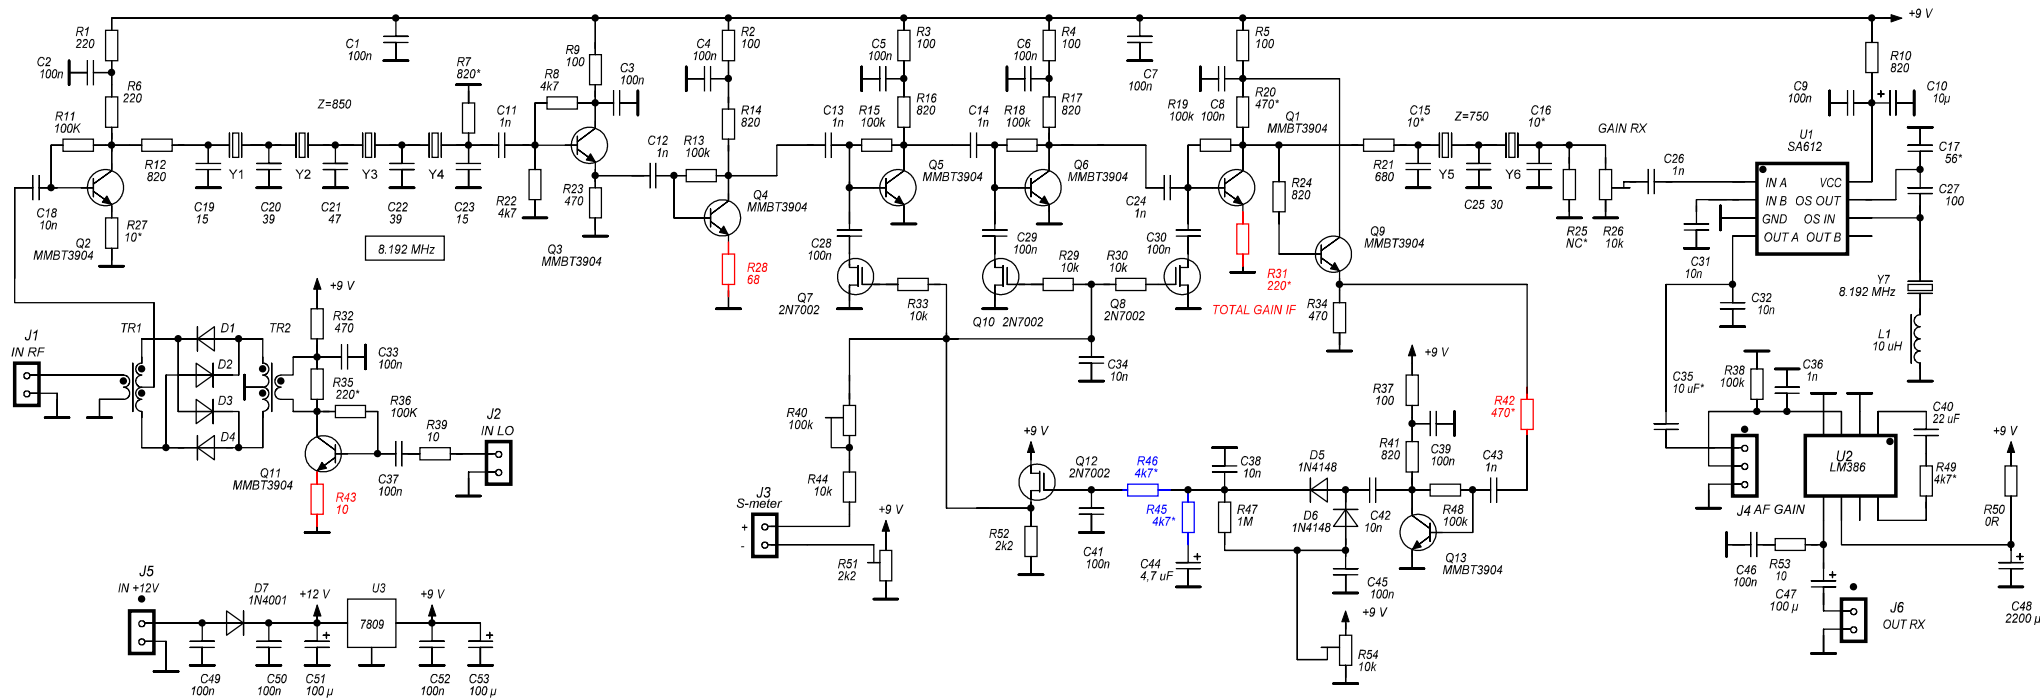 +9 V
R1
220
C2
100n
R6
220
R11
100K
C1
100n
R12
820
C18
10n
Q2
MMBT3904
R27
10*
C19
15
Y1
C20
39
Y2
C21
47
Y3
C22
39
Y4
C23
15
Z=850
8.192 MHz
R7
820*
C11
1n
R8
4k7
R9
100
C3
100n
R22
4k7
R23
470
Q3
MMBT3904
C12
1n
R13
100k
C4
100n
R2
100
R14
820
Q4
MMBT3904
R28
68
C13
1n
R15
100k
C5
100n
R3
100
R16
820
Q5
MMBT3904
C28
100n
Q7
2N7002
R33
10k
C14
1n
R18
100k
C6
100n
R4
100
R17
820
Q6
MMBT3904
C29
100n
Q10 2N7002
R29
10k
R30
10k
Q8
2N7002
C34
10n
C7
100n
C24
1n
R19
100k
C8
100n
R5
100
R20
470*
C30
100n
R31
220*
TOTAL GAIN IF
Q1
MMBT3904
R24
820
Q9
MMBT3904
R34
470
R21
680
C15
10*
Z=750
C16
10*
Y5
C25 30
Y6
GAIN RX
R25
NC*
R26
10k
C26
1n
C31
10n
C32
10n
U1
SA612
IN A
IN B
GND
OUT A
VCC
OS OUT
OS IN
OUT B
C9
100n
R10
820
+
C10
10µ
C17
56*
C27
100
Y7
8.192 MHz
L1
10 uH
J1
IN RF
TR1
D1
D2
D3
D4
TR2
+9 V
R32
470
C33
100n
R35
220*
R36
100K
Q11
MMBT3904
R43
10
C37
100n
R39
10
J2
IN LO
R40
100k
R44
10k
J3
S-meter
+
-
+9 V
R51
2k2
+9 V
Q12
2N7002
R52
2k2
C41
100n
R46
4k7*
R45
4k7*
C44
4,7 uF
+
C38
10n
R47
1M
D5
1N4148
D6
1N4148
C42
10n
C45
100n
+9 V
R54
10k
+9 V
R37
100
R41
820
C39
100n
R48
100k
Q13
MMBT3904
C43
1n
R42
470*
C35
10 uF*
R38
100k
C36
1n
J4 AF GAIN
U2
LM386
C40
22 uF
R49
4k7*
+9 V
R50
0R
C46
100n
R53
10
C47
100 µ
+
J6
OUT RX
+
C48
2200 µ
J5
IN +12V
D7
1N4001
C49
100n
C50
100n
+12 V
+
C51
100 µ
U3
7809
+9 V
C52
100n
+
C53
100 µ